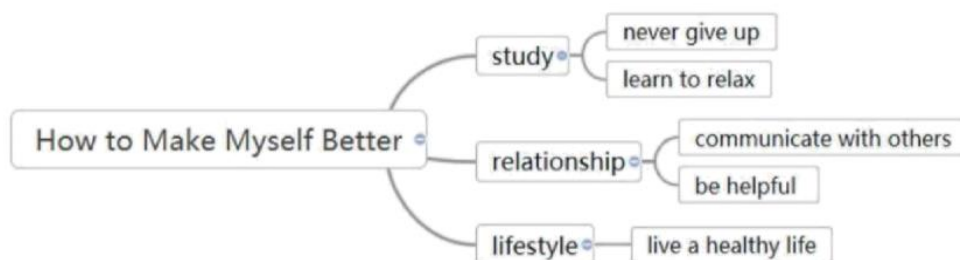 How to Make Myself Better
study
never give up
learn to relax
relationship
communicate with others
be helpful
lifestyle
live a healthy life